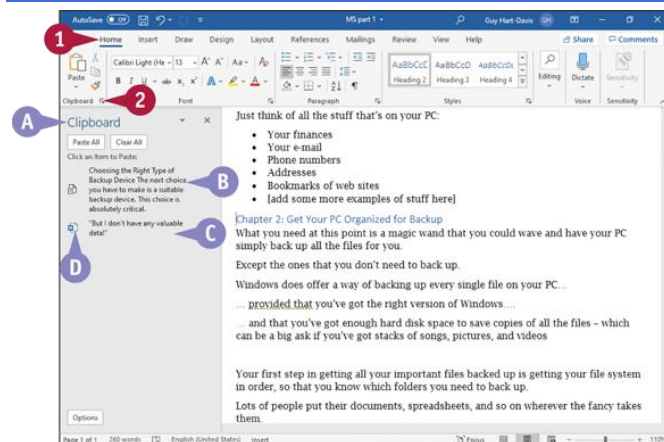 AutoSave Off MS part 1 Guy Hart-Davis GH
1 Home Insert Draw Design Layout References Mailings Review View Help Share Comments
Calibri Light (He 13 A A Aa A
AaBbCcC AaBbCcD AaBbCcDc
Paste B I U ab x, x² A A
Heading 2 Heading 3 Heading 4 Editing Dictate Sensitivity
Clipboard 2 Font Paragraph Styles Voice Sensitivity
A Clipboard
Paste All Clear All
Click an Item to Paste:
Choosing the Right Type of
Backup Device The next choice
you have to make is a suitable
backup device. This choice is
absolutely critical.
B
"But I don't have any valuable
data!"
C
D
Options
Just think of all the stuff that's on your PC:
• Your finances
• Your e-mail
• Phone numbers
• Addresses
• Bookmarks of web sites
• [add some more examples of stuff here]
Chapter 2: Get Your PC Organized for Backup
What you need at this point is a magic wand that you could wave and have your PC
simply back up all the files for you.
Except the ones that you don't need to back up.
Windows does offer a way of backing up every single file on your PC...
... provided that you've got the right version of Windows....
... and that you've got enough hard disk space to save copies of all the files – which
can be a big ask if you've got stacks of songs, pictures, and videos
Your first step in getting all your important files backed up is getting your file system
in order, so that you know which folders you need to back up.
Lots of people put their documents, spreadsheets, and so on wherever the fancy takes
them.
Page 1 of 1 260 words English (United States) Insert Focus 110%